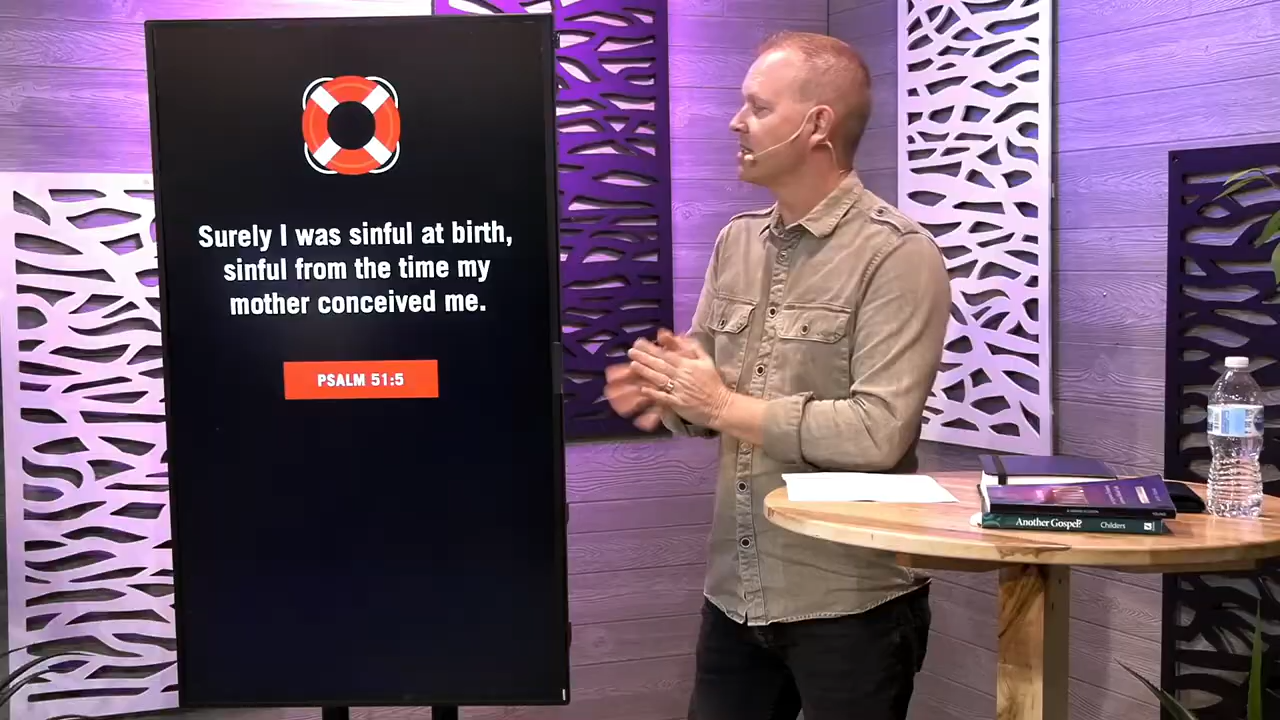 Surely I was sinful at birth,
sinful from the time my
mother conceived me.
PSALM 51:5
Another Gospel? Childers